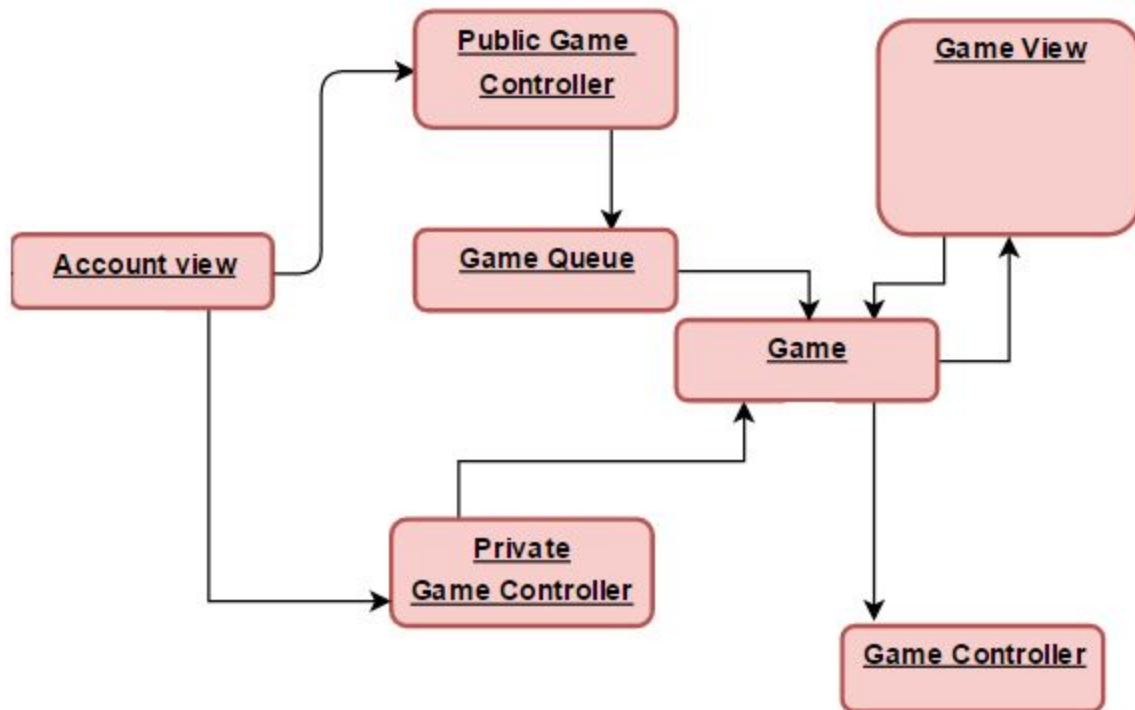 Public Game
Controller
Game View
Account view
Game Queue
Game
Private
Game Controller
Game Controller